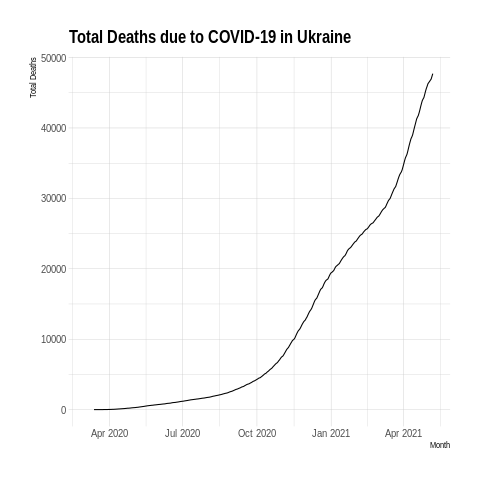 Total Deaths due to COVID-19 in Ukraine
Total Deaths
50000
40000
30000
20000
10000
0
Apr 2020 Jul 2020 Oct 2020 Jan 2021 Apr 2021
Month